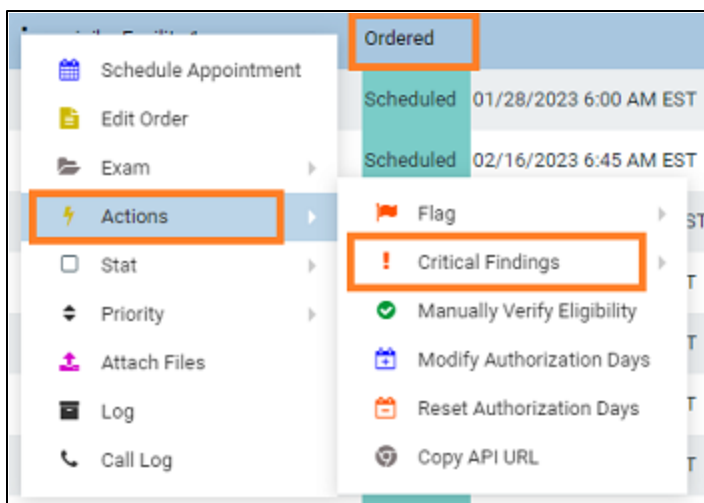 Ordered
Schedule Appointment
Edit Order
Exam
Actions
Stat
Priority
Attach Files
Log
Call Log
Scheduled 01/28/2023 6:00 AM EST
Scheduled 02/16/2023 6:45 AM EST
Flag
Critical Findings
Manually Verify Eligibility
Modify Authorization Days
Reset Authorization Days
Copy API URL